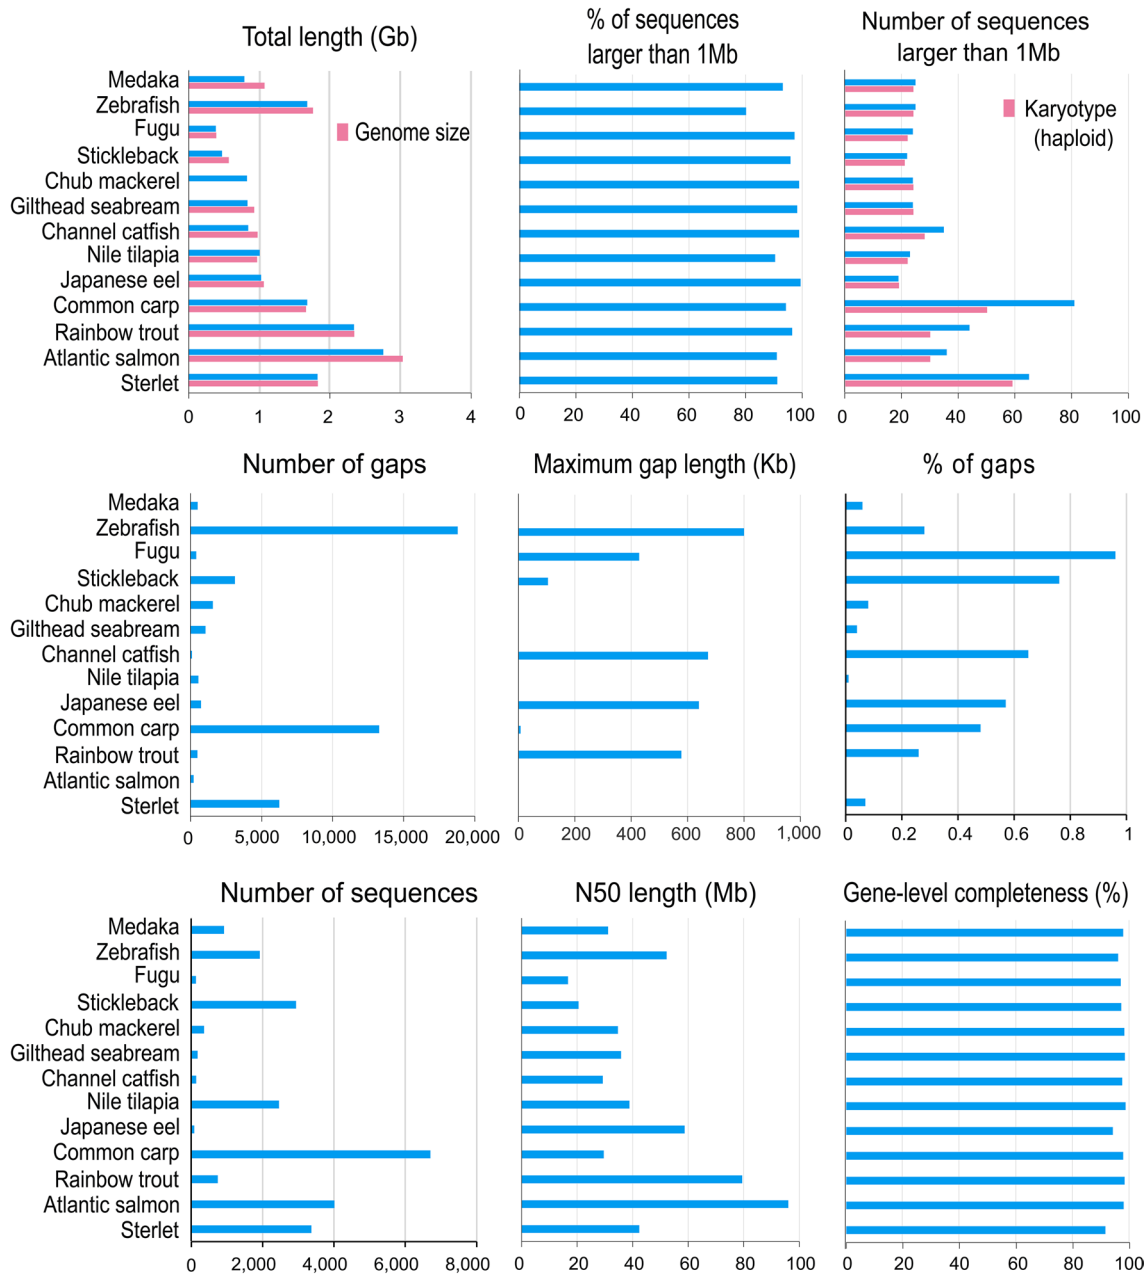 Total length (Gb)
Medaka
Zebrafish
Fugu
Stickleback
Chub mackerel
Gilthead seabream
Channel catfish
Nile tilapia
Japanese eel
Common carp
Rainbow trout
Atlantic salmon
Sterlet
Genome size
0 1 2 3 4
% of sequences
larger than 1Mb
0 20 40 60 80 100
Number of sequences
larger than 1Mb
Karyotype
(haploid)
0 20 40 60 80 100
Number of gaps
Medaka
Zebrafish
Fugu
Stickleback
Chub mackerel
Gilthead seabream
Channel catfish
Nile tilapia
Japanese eel
Common carp
Rainbow trout
Atlantic salmon
Sterlet
0 5,000 10,000 15,000 20,000
Maximum gap length (Kb)
0 200 400 600 800 1,000
% of gaps
0 0.2 0.4 0.6 0.8 1
Number of sequences
Medaka
Zebrafish
Fugu
Stickleback
Chub mackerel
Gilthead seabream
Channel catfish
Nile tilapia
Japanese eel
Common carp
Rainbow trout
Atlantic salmon
Sterlet
0 2,000 4,000 6,000 8,000
N50 length (Mb)
0 20 40 60 80 100
Gene-level completeness (%)
0 20 40 60 80 100